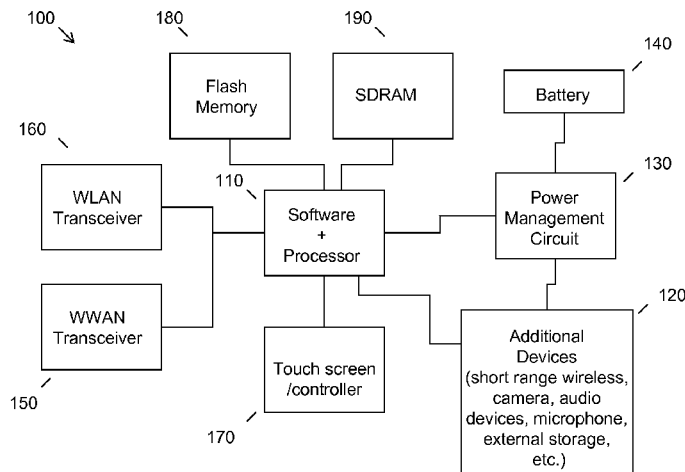 100
180
190
140
Flash
Memory
SDRAM
Battery
160
110
130
WLAN
Transceiver
Software
+
Processor
Power
Management
Circuit
120
WWAN
Transceiver
Touch screen
/controller
Additional
Devices
(short range wireless,
camera, audio
devices, microphone,
external storage,
etc.)
150
170